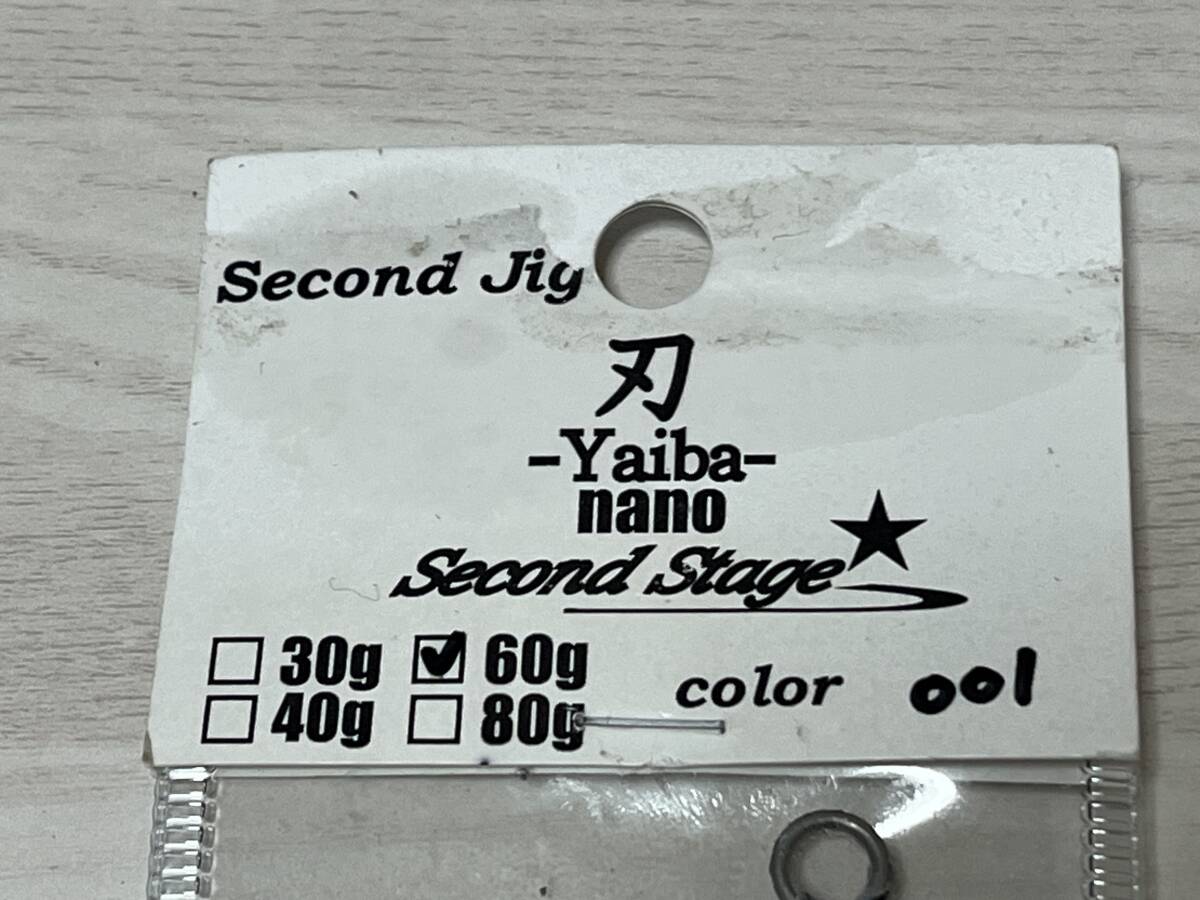 Second Jig
刃
-Yaiba-
nano
Second Stage
30g 60g
40g 80g
color 001